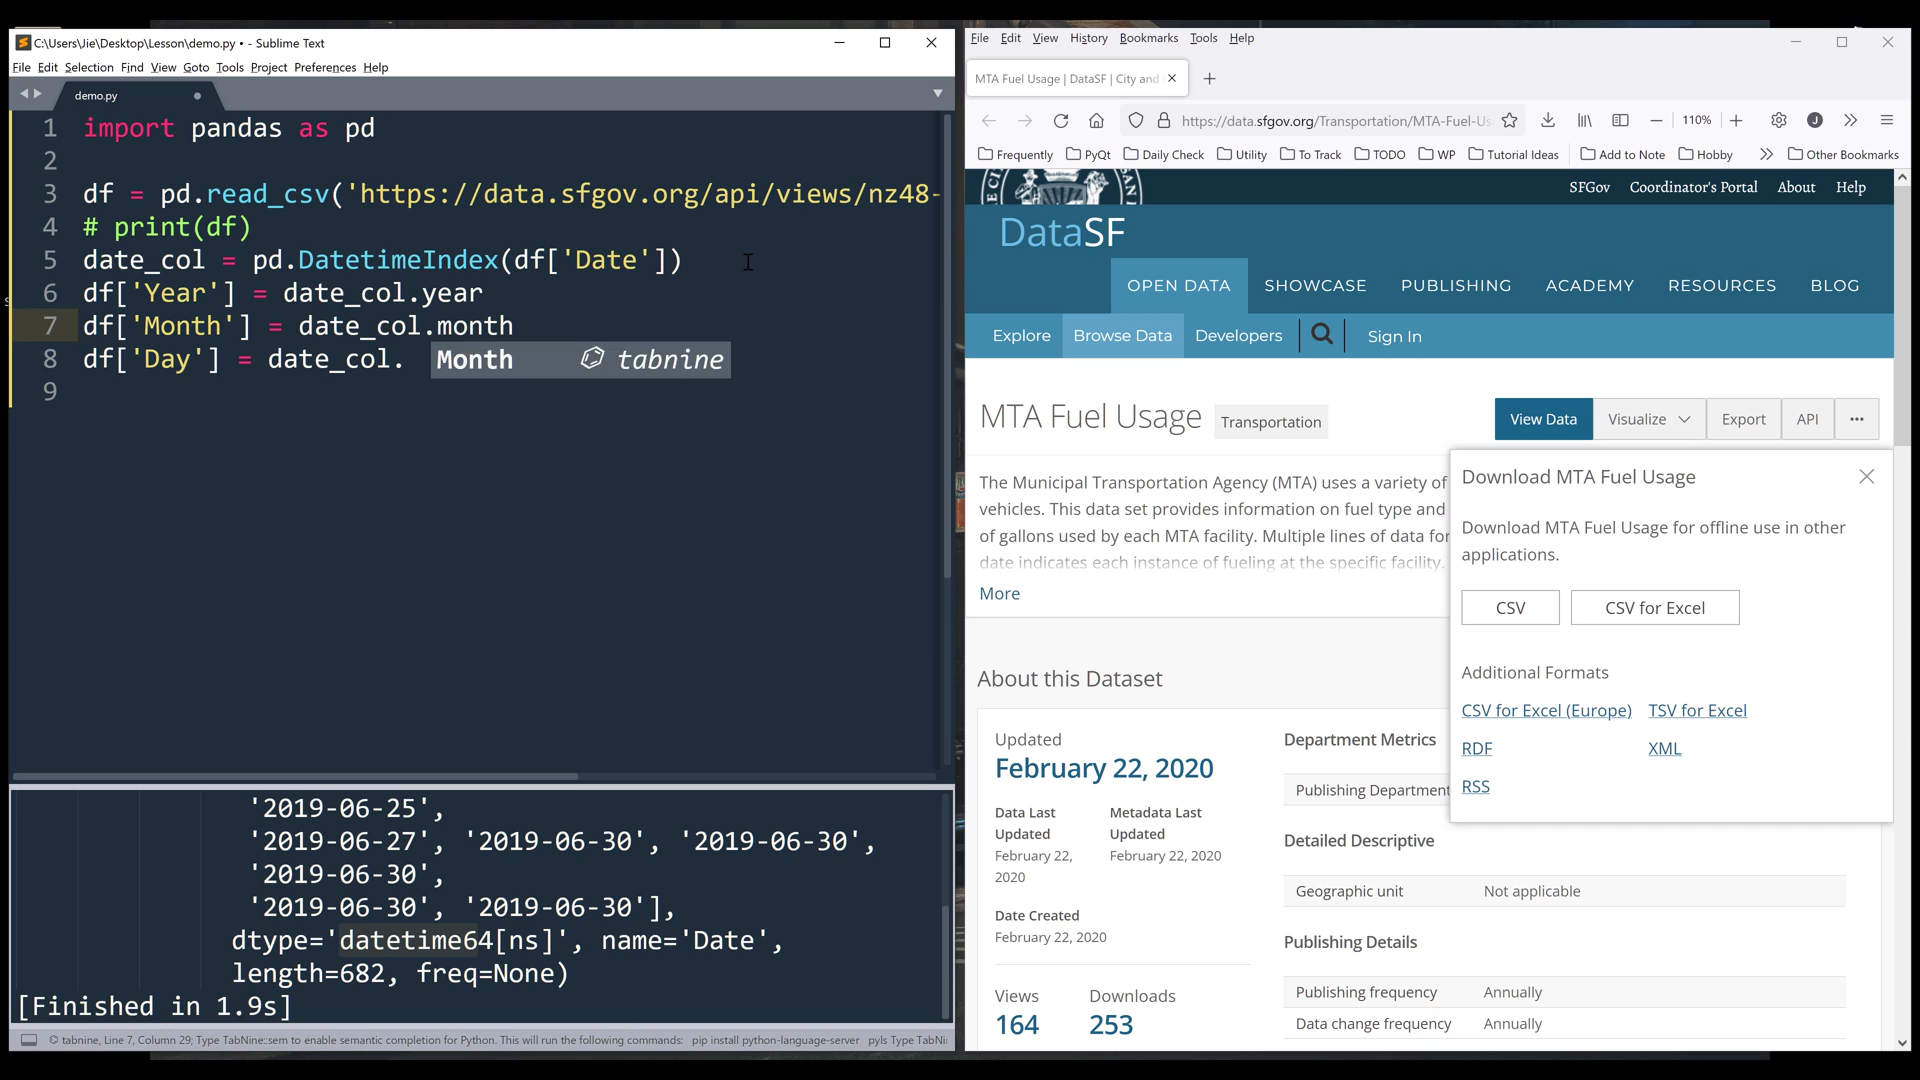 C:\Users\Jie\Desktop\Lesson\demo.py • - Sublime Text
File Edit Selection Find View Goto Tools Project Preferences Help
demo.py
1 import pandas as pd
2
3 df = pd.read_csv('https://data.sfgov.org/api/views/nz48-
4 # print(df)
5 date_col = pd.DatetimeIndex(df['Date'])
6 df['Year'] = date_col.year
7 df['Month'] = date_col.month
8 df['Day'] = date_col.
Month tabnine
9
'2019-06-25',
'2019-06-27', '2019-06-30', '2019-06-30',
'2019-06-30',
'2019-06-30', '2019-06-30'],
dtype='datetime64[ns]', name='Date',
length=682, freq=None)
[Finished in 1.9s]
tabnine, Line 7, Column 29; Type TabNine::sem to enable semantic completion for Python. This will run the following commands: pip install python-language-server pyls Type TabNi
File Edit View History Bookmarks Tools Help
MTA Fuel Usage | DataSF | City and
https://data.sfgov.org/Transportation/MTA-Fuel-Us
110%
Frequently PyQt Daily Check Utility To Track TODO WP Tutorial Ideas Add to Note Hobby Other Bookmarks
SFGov Coordinator's Portal About Help
DataSF
OPEN DATA SHOWCASE PUBLISHING ACADEMY RESOURCES BLOG
Explore Browse Data Developers Sign In
MTA Fuel Usage Transportation
View Data Visualize Export API
The Municipal Transportation Agency (MTA) uses a variety of
vehicles. This data set provides information on fuel type and
of gallons used by each MTA facility. Multiple lines of data for
date indicates each instance of fueling at the specific facility.
More
Download MTA Fuel Usage
Download MTA Fuel Usage for offline use in other
applications.
CSV CSV for Excel
Additional Formats
CSV for Excel (Europe) TSV for Excel
RDF XML
RSS
About this Dataset
Updated
February 22, 2020
Data Last
Updated
February 22,
2020
Metadata Last
Updated
February 22, 2020
Date Created
February 22, 2020
Views
164
Downloads
253
Department Metrics
Publishing Department
Detailed Descriptive
Geographic unit Not applicable
Publishing Details
Publishing frequency Annually
Data change frequency Annually